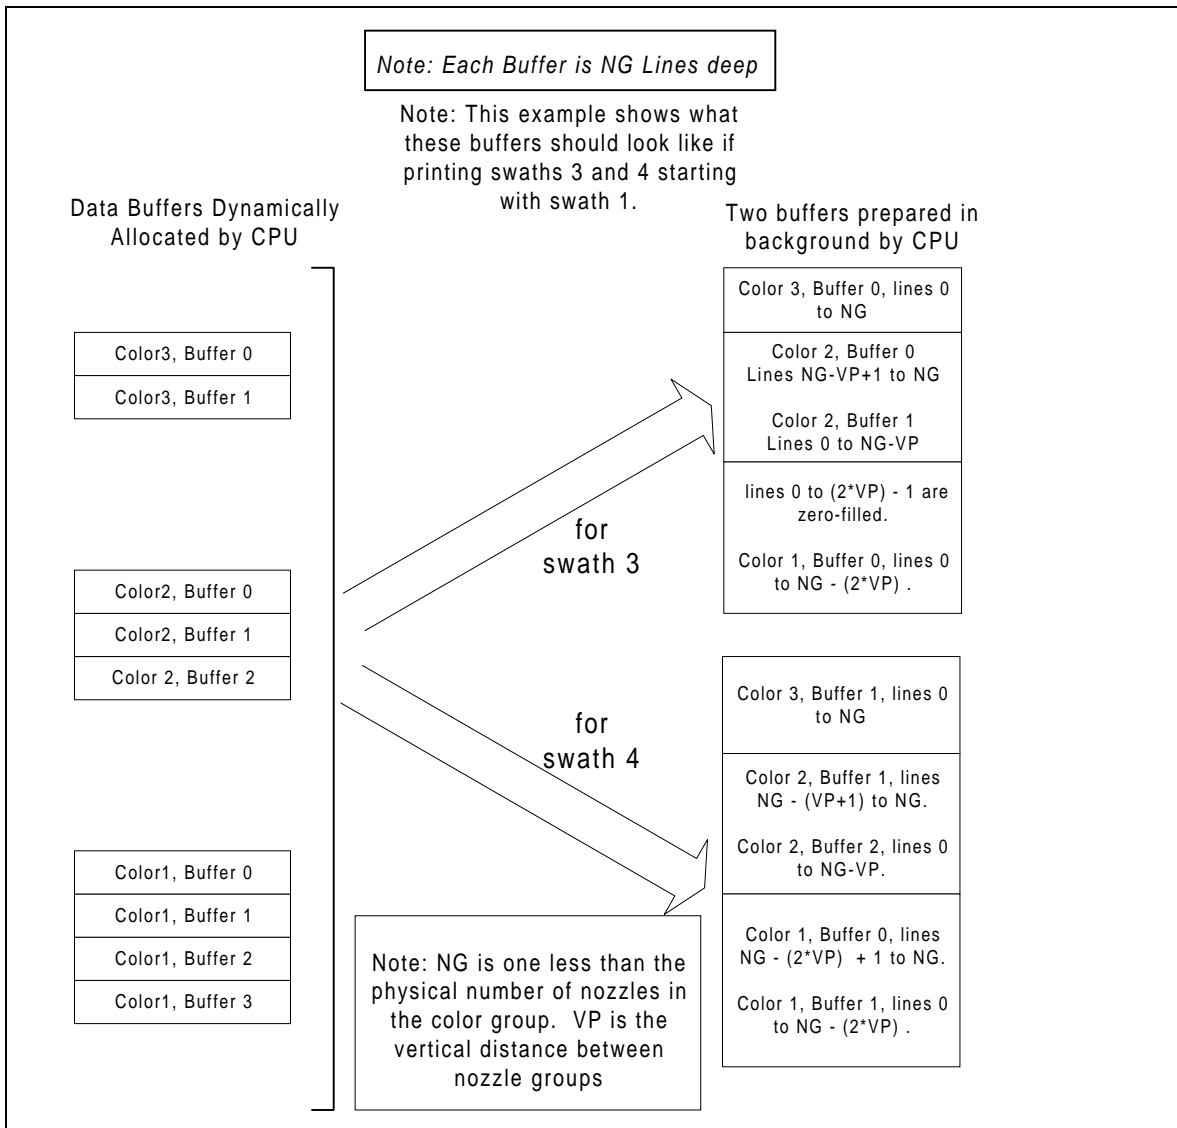 Note: Each Buffer is NG Lines deep
Note: This example shows what
these buffers should look like if
printing swaths 3 and 4 starting
with swath 1.
Data Buffers Dynamically
Allocated by CPU
Color3, Buffer 0
Color3, Buffer 1
Color2, Buffer 0
Color2, Buffer 1
Color 2, Buffer 2
Color1, Buffer 0
Color1, Buffer 1
Color1, Buffer 2
Color1, Buffer 3
for
swath 3
for
swath 4
Note: NG is one less than the
physical number of nozzles in
the color group.  VP is the
vertical distance between
nozzle groups
Two buffers prepared in
background by CPU
Color 3, Buffer 0, lines 0
to NG
Color 2, Buffer 0
Lines NG-VP+1 to NG
Color 2, Buffer 1
Lines 0 to NG-VP
lines 0 to (2*VP) - 1 are
zero-filled.
Color 1, Buffer 0, lines 0
to NG - (2*VP) .
Color 3, Buffer 1, lines 0
to NG
Color 2, Buffer 1, lines
NG - (VP+1) to NG.
Color 2, Buffer 2, lines 0
to NG-VP.
Color 1, Buffer 0, lines
NG - (2*VP)  + 1 to NG.
Color 1, Buffer 1, lines 0
to NG - (2*VP) .